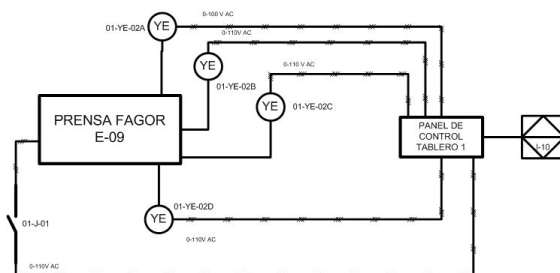 0-100 V AC
01-YE-02A
YE
0-110V AC
YE
01-YE-02B
0-110 V AC
YE
01-YE-02C
PRENSA FAGOR
E-09
PANEL DE
CONTROL
TABLERO 1
I-10
YE
01-YE-02D
01-J-01
0-110V AC
0-110V AC